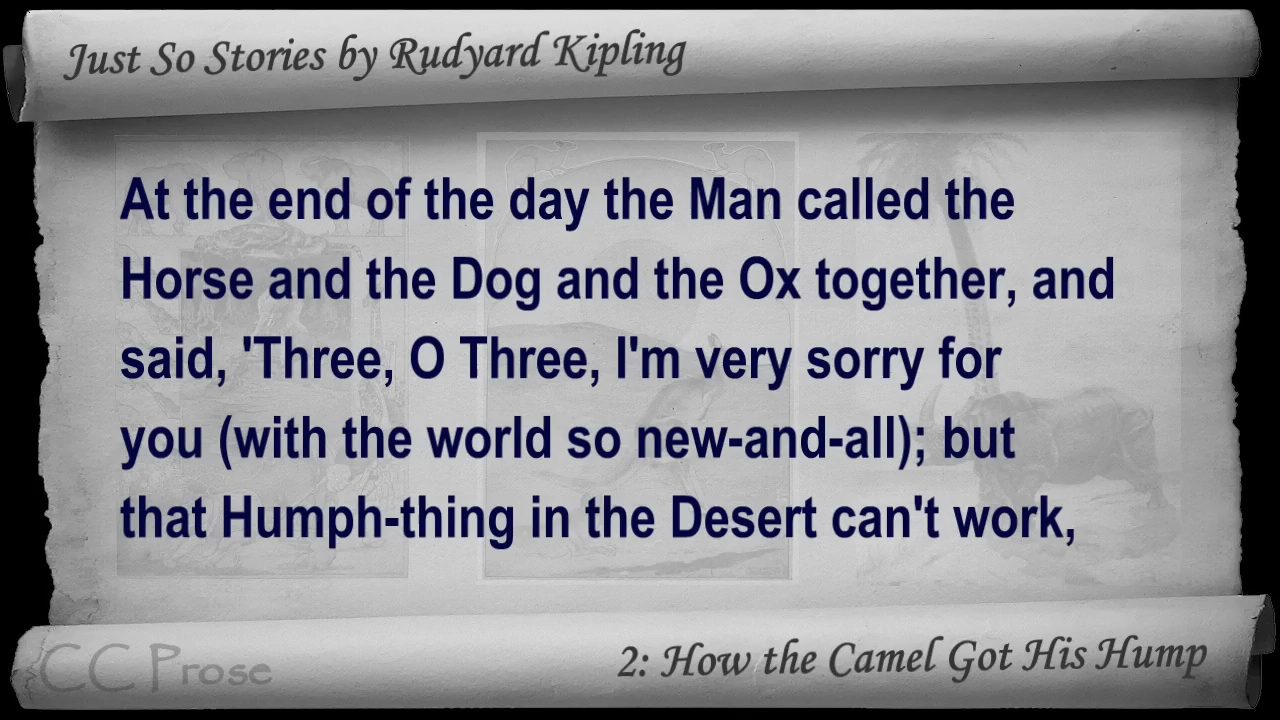 Just So Stories by Rudyard Kipling
At the end of the day the Man called the
Horse and the Dog and the Ox together, and
said, 'Three, O Three, I'm very sorry for
you (with the world so new-and-all); but
that Humph-thing in the Desert can't work,
CC Prose
2: How the Camel Got His Hump